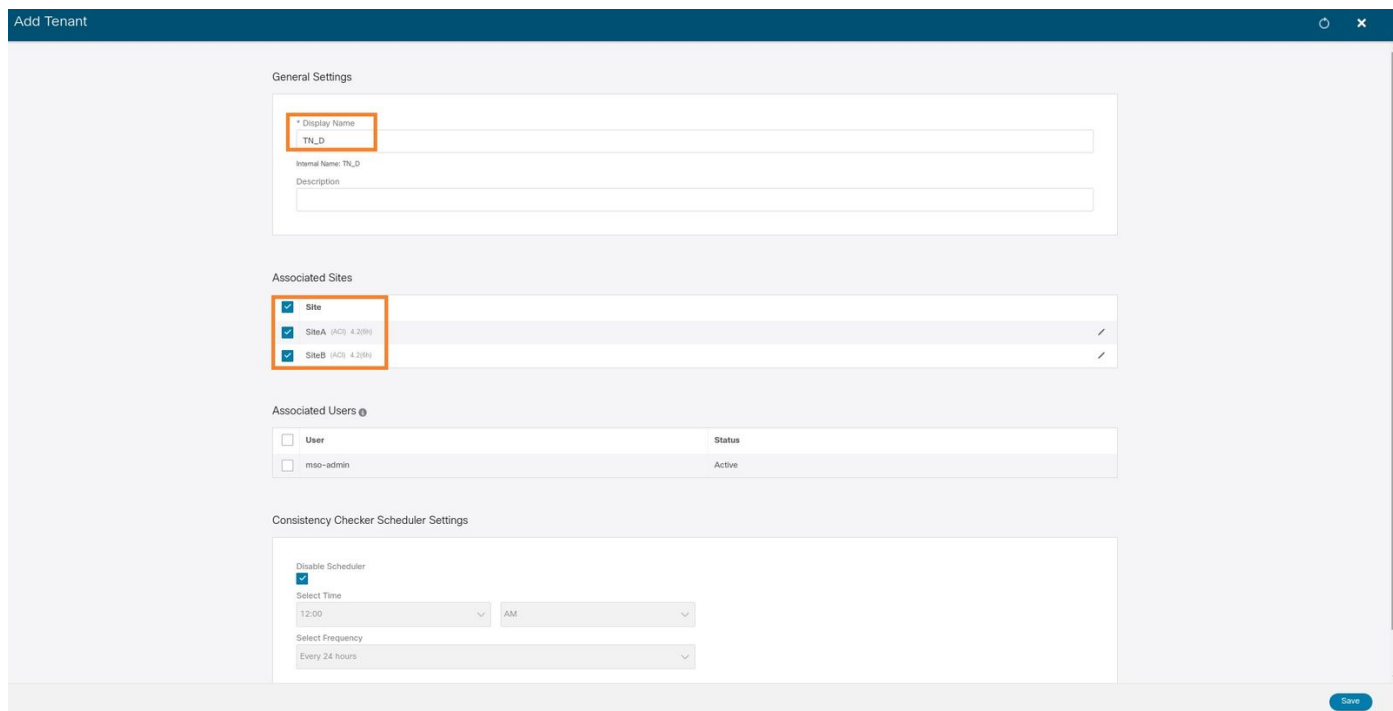 Add Tenant
General Settings
* Display Name
TN_D
Internal Name: TN_D
Description
Associated Sites
Site
SiteA (ACI) 4.2(6h)
SiteB (ACI) 4.2(6h)
Associated Users
User Status
mso-admin Active
Consistency Checker Scheduler Settings
Disable Scheduler
Select Time
12:00 AM
Select Frequency
Every 24 hours
Save